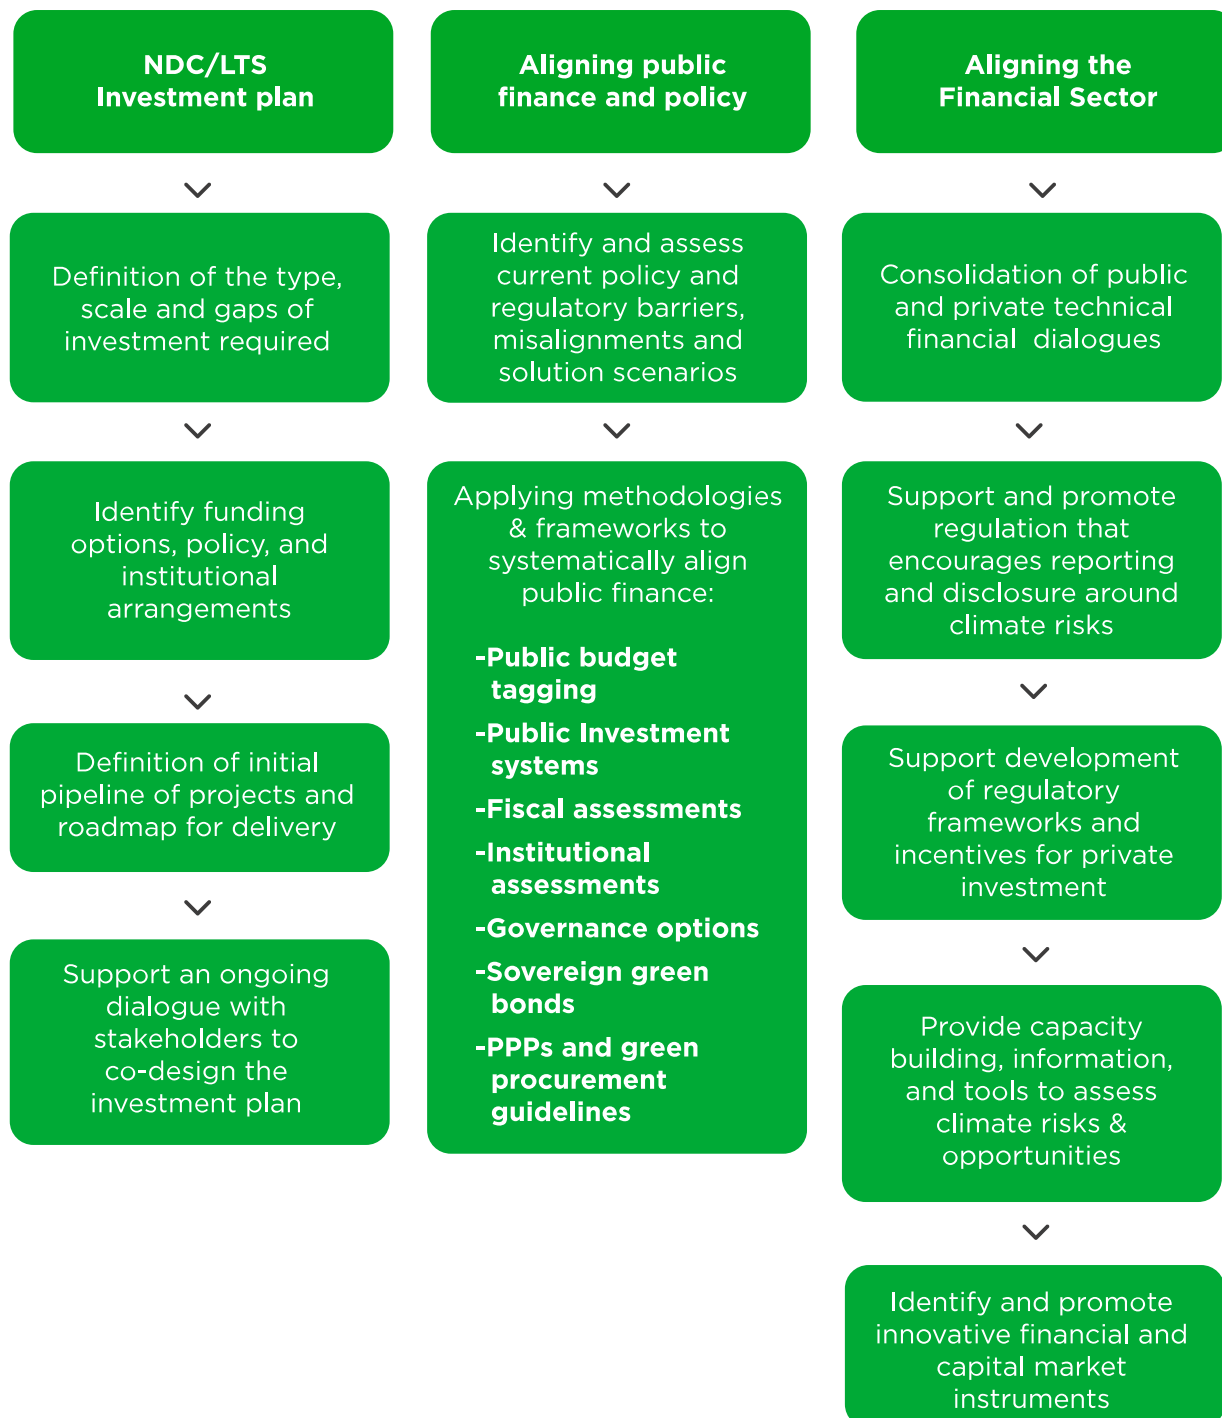 NDC/LTS
Investment plan
Definition of the type,
scale and gaps of
investment required
Identify funding
options, policy, and
institutional
arrangements
Definition of initial
pipeline of projects and
roadmap for delivery
Support an ongoing
dialogue with
stakeholders to
co-design the
investment plan
Aligning public
finance and policy
Identify and assess
current policy and
regulatory barriers,
misalignments and
solution scenarios
Applying methodologies
& frameworks to
systematically align
public finance:
-Public budget
tagging
-Public Investment
systems
-Fiscal assessments
-Institutional
assessments
-Governance options
-Sovereign green
bonds
-PPPs and green
procurement
guidelines
Aligning the
Financial Sector
Consolidation of public
and private technical
financial dialogues
Support and promote
regulation that
encourages reporting
and disclosure around
climate risks
Support development
of regulatory
frameworks and
incentives for private
investment
Provide capacity
building, information,
and tools to assess
climate risks &
opportunities
Identify and promote
innovative financial and
capital market
instruments